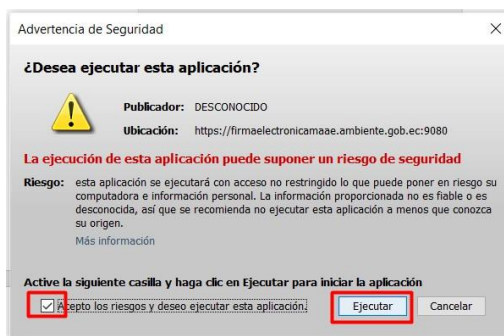 Advertencia de Seguridad
¿Desea ejecutar esta aplicación?
Publicador: DESCONOCIDO
Ubicación: https://firmaelectronicamaae.ambiente.gob.ec:9080
La ejecución de esta aplicación puede suponer un riesgo de seguridad
Riesgo: esta aplicación se ejecutará con acceso no restringido lo que puede poner en riesgo su
computadora e información personal. La información proporcionada no es fiable o es
desconocida, así que se recomienda no ejecutar esta aplicación a menos que conozca
su origen.
Más información
Active la siguiente casilla y haga clic en Ejecutar para iniciar la aplicación
Acepto los riesgos y deseo ejecutar esta aplicación.
Ejecutar
Cancelar